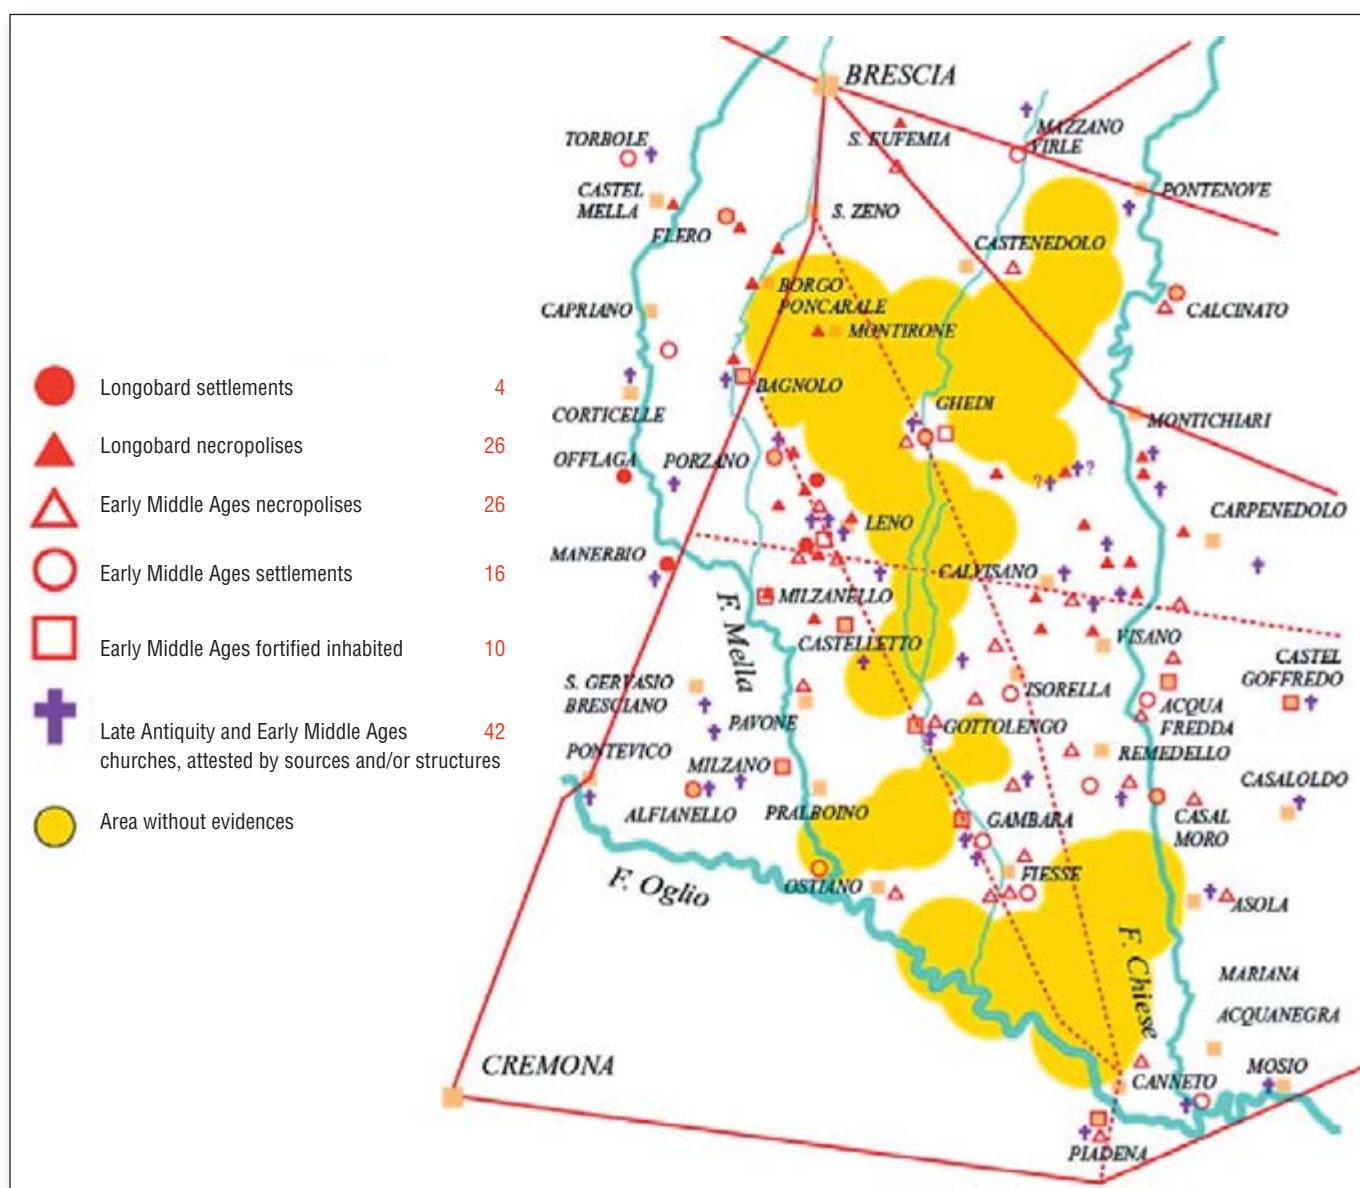 BRESCIA
TORBOLE
S. EUFEMIA
MAZZANO
VIRLE
CASTEL
MELLA
PONTENOVE
S. ZENO
FLERO
CASTENEDOLO
BORGO
PONCARALE
CAPRIANO
CALCINATO
MONTIRONE
Longobard settlements 4
BAGNOLO
GHEDI
CORTICELLE
MONTICHIARI
Longobard necropolises 26
OFFLAGA
PORZANO
? ?
Early Middle Ages necropolises 26
CARPENEDOLO
LENO
MANERBIO
CALVISANO
Early Middle Ages settlements 16
MILZANELLO
F. Mella
VISANO
CASTELLETTO
Early Middle Ages fortified inhabited 10
CASTEL
GOFFREDO
S. GERVASIO
BRESCIANO
ISORELLA
ACQUA
FREDDA
PAVONE
GOTTOLENGO
Late Antiquity and Early Middle Ages 42
churches, attested by sources and/or structures
PONTEVICO
REMEDELLO
MILZANO
CASALOLDO
ALFIANELLO
PRALBOINO
GAMBARA
CASAL
MORO
Area without evidences
FIESSE
OSTIANO
F. Oglio
ASOLA
F. Chiese
MARIANA
ACQUANEGRA
CREMONA
CANNETO
MOSIO
PIADENA